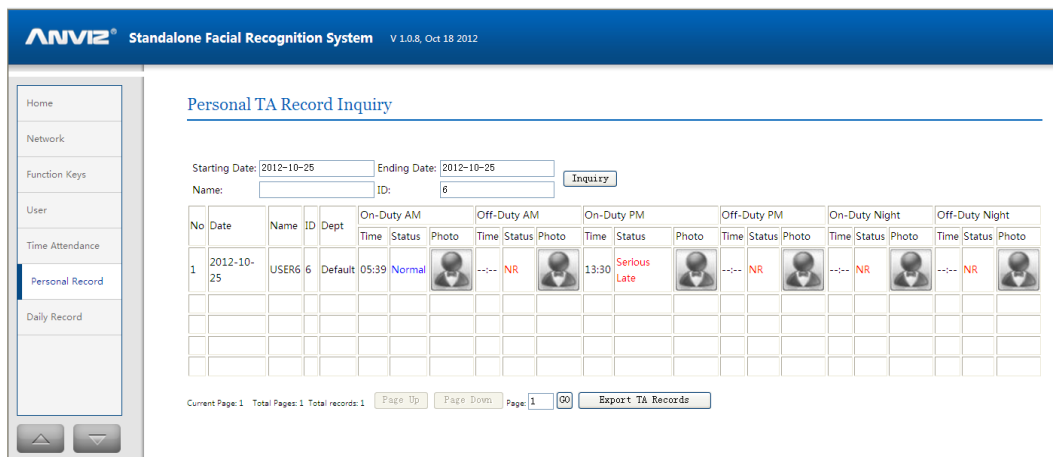 ANVIZ® Standalone Facial Recognition System V 1.0.8, Oct 18 2012
Home
Network
Function Keys
User
Time Attendance
Personal Record
Daily Record
Personal TA Record Inquiry
Starting Date: 2012-10-25 Ending Date: 2012-10-25
Inquiry
Name: ID: 6
No Date Name ID Dept On-Duty AM Off-Duty AM On-Duty PM Off-Duty PM On-Duty Night Off-Duty Night
Time Status Photo Time Status Photo Time Status Photo Time Status Photo Time Status Photo Time Status Photo
1 2012-10-25 USER6 6 Default 05:39 Normal --:-- NR 13:30 Serious Late --:-- NR --:-- NR --:-- NR
Current Page: 1 Total Pages: 1 Total records: 1 Page Up Page Down Page: 1 GO Export TA Records